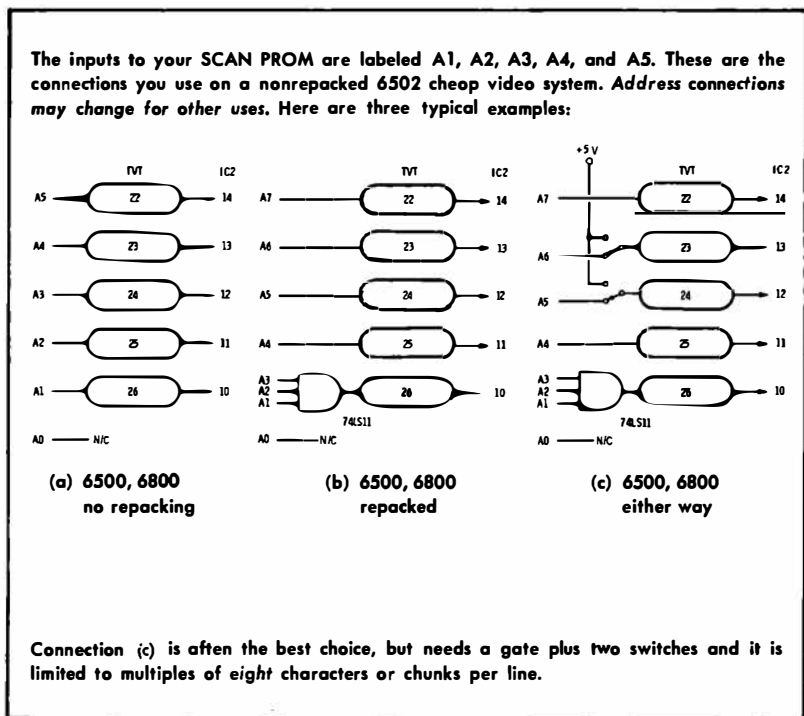 The inputs to your SCAN PROM are labeled A1, A2, A3, A4, and A5. These are the
connections you use on a nonrepacked 6502 cheop video system. Address connections
may change for other uses. Here are three typical examples:
TVT IC2
A5 22 14
A4 23 13
A3 24 12
A2 25 11
A1 26 10
A0 N/C
(a) 6500, 6800
no repacking
TVT IC2
A7 22 14
A6 23 13
A5 24 12
A4 25 11
A3
A2 26 10
A1
74LS11
A0 N/C
(b) 6500, 6800
repacked
+5 V
TVT IC2
A7 22 14
A6 23 13
A5 24 12
A4 25 11
A3
A2 26 10
A1
74LS11
A0 N/C
(c) 6500, 6800
either way
Connection (c) is aften the best choice, but needs a gate plus two switches and it is
limited to multiples of eight characters or chunks per line.